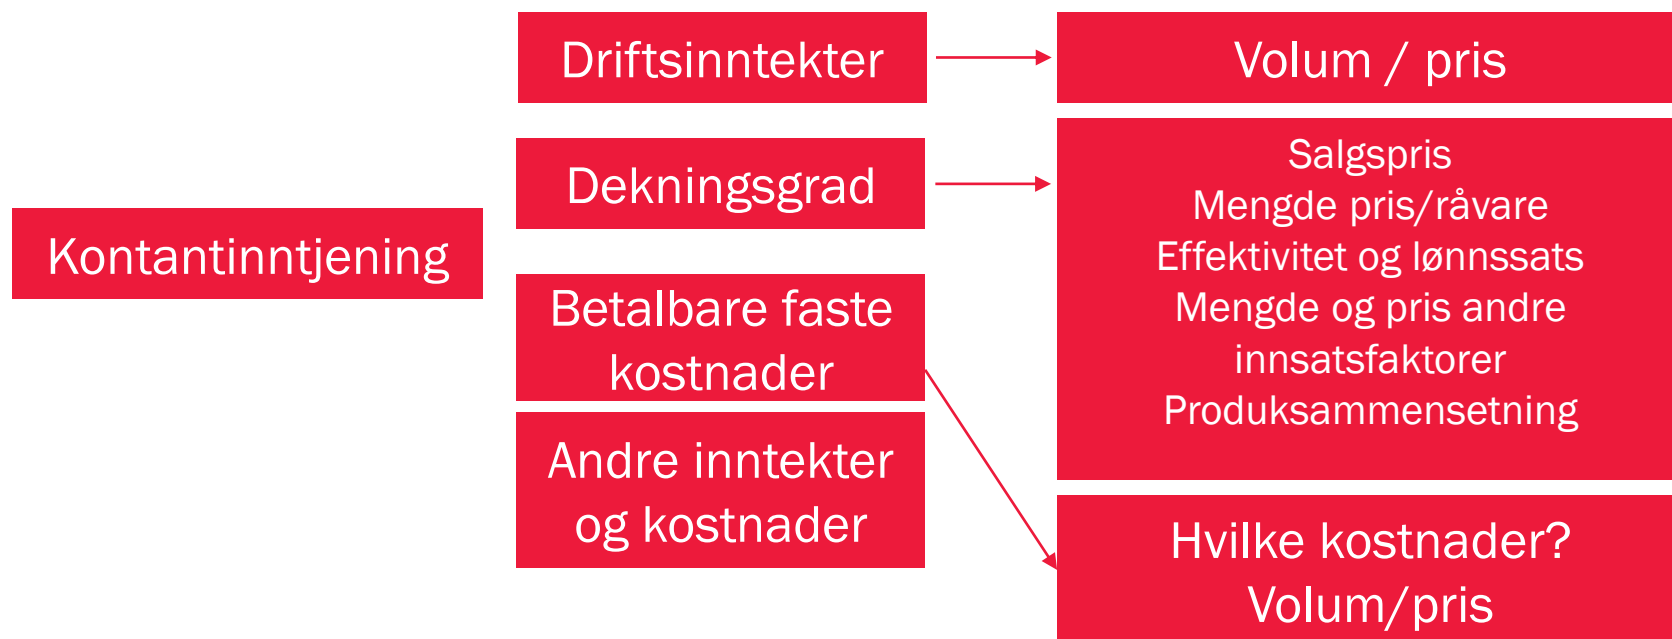 Kontantinntjening
Driftsinntekter
Dekningsgrad
Betalbare faste
kostnader
Andre inntekter
og kostnader
Volum / pris
Salgspris
Mengde pris/råvare
Effektivitet og lønnssats
Mengde og pris andre
innsatsfaktorer
Produksammensetning
Hvilke kostnader?
Volum/pris